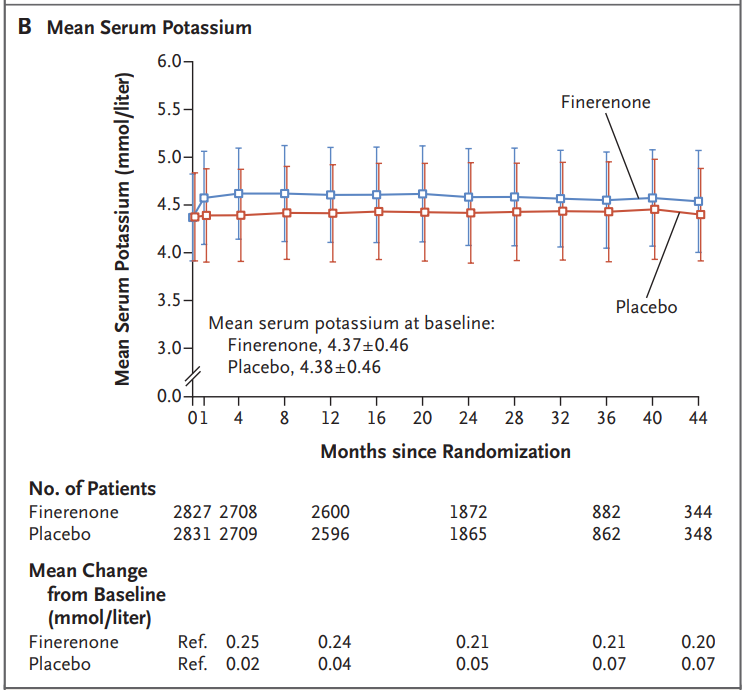 B Mean Serum Potassium
Mean Serum Potassium (mmol/liter)
6.0
5.5
5.0
4.5
4.0
3.5
3.0
0.0
Finerenone
Placebo
Mean serum potassium at baseline:
Finerenone, 4.37±0.46
Placebo, 4.38±0.46
0 1 4 8 12 16 20 24 28 32 36 40 44
Months since Randomization
No. of Patients
Finerenone 2827 2708 2600 1872 882 344
Placebo 2831 2709 2596 1865 862 348
Mean Change
from Baseline
(mmol/liter)
Finerenone Ref. 0.25 0.24 0.21 0.21 0.20
Placebo Ref. 0.02 0.04 0.05 0.07 0.07